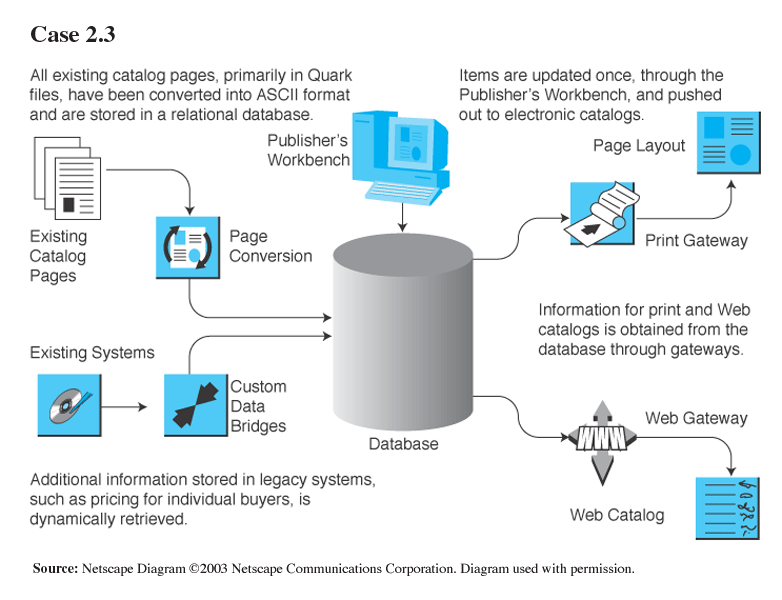 Case 2.3
All existing catalog pages, primarily in Quark
files, have been converted into ASCII format
and are stored in a relational database.
Items are updated once, through the
Publisher's Workbench, and pushed
out to electronic catalogs.
Publisher's
Workbench
Page Layout
Existing
Catalog
Pages
Page
Conversion
Print Gateway
Information for print and Web
catalogs is obtained from the
database through gateways.
Existing Systems
Custom
Data
Bridges
Database
Web Gateway
WWW
Web Catalog
Additional information stored in legacy systems,
such as pricing for individual buyers, is
dynamically retrieved.
Source: Netscape Diagram ©2003 Netscape Communications Corporation. Diagram used with permission.